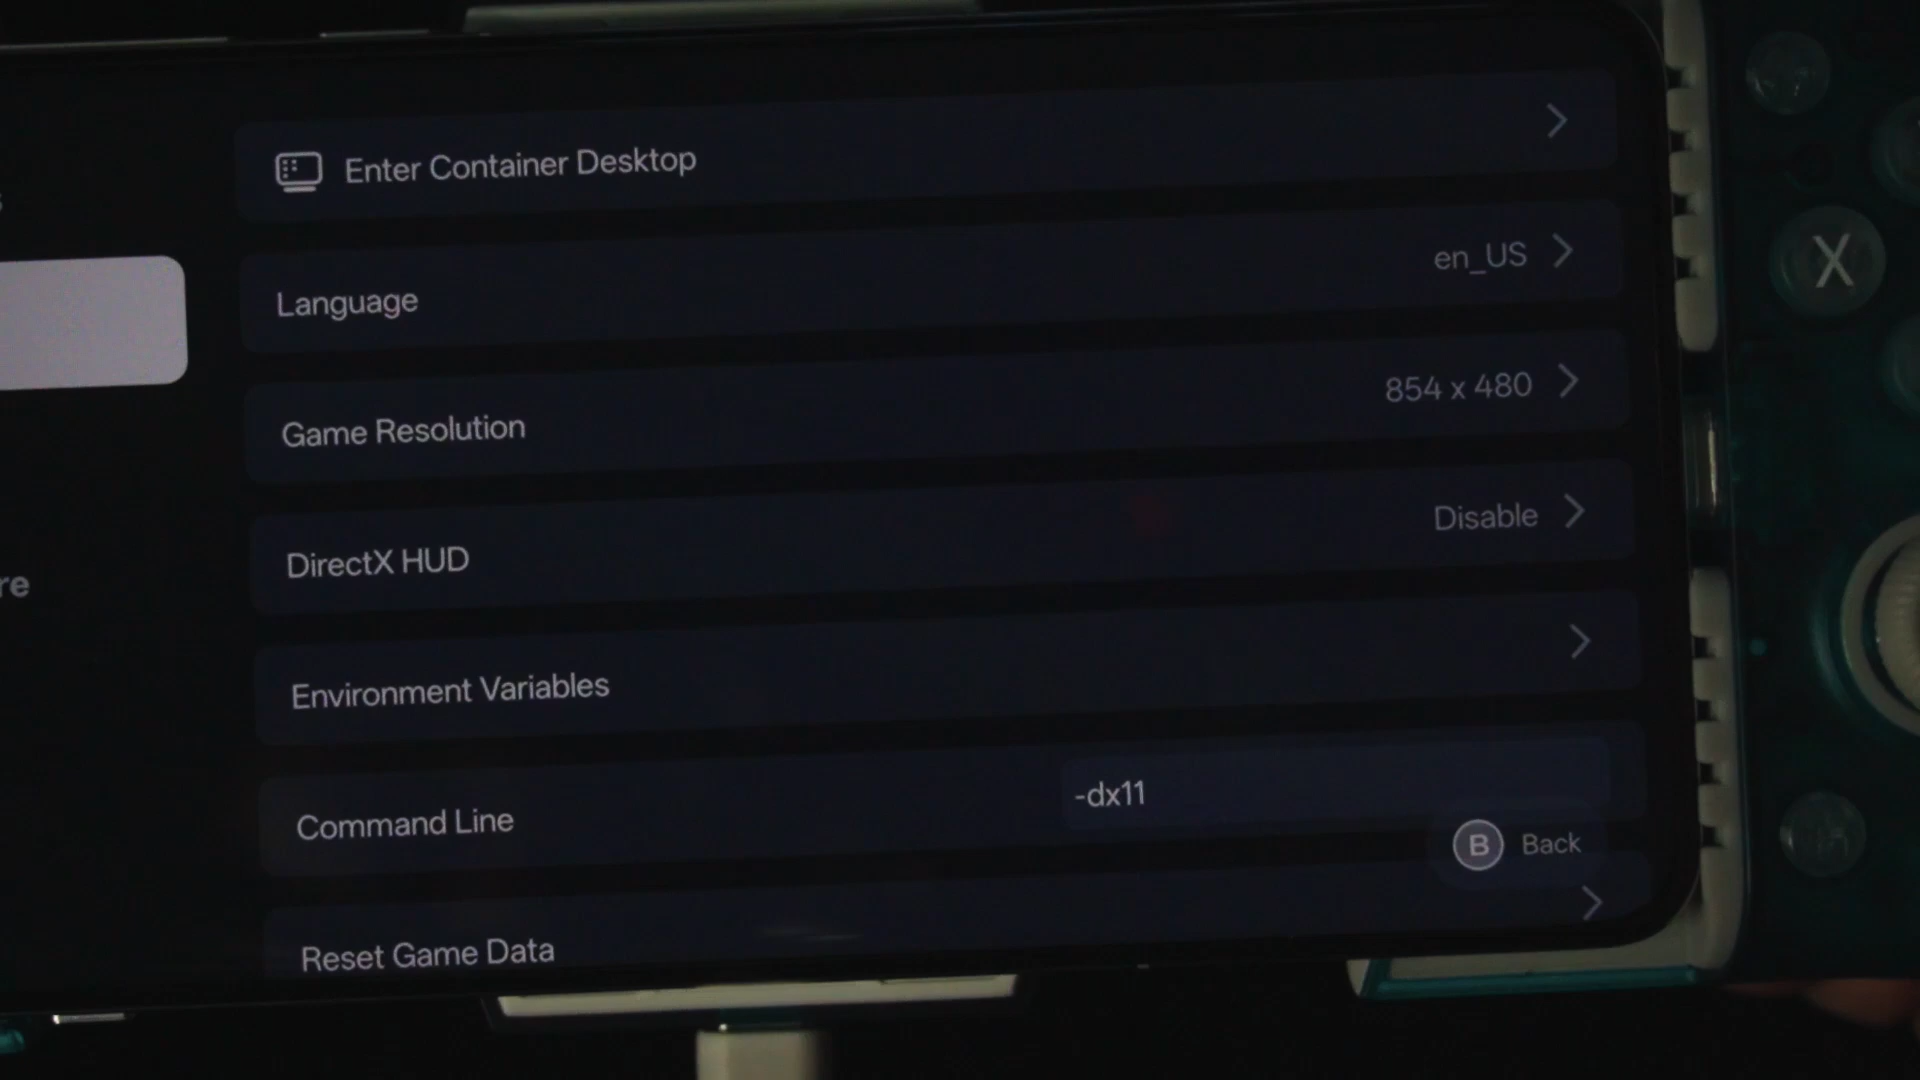 Enter Container Desktop
Language
en_US
Game Resolution
854 x 480
DirectX HUD
Disable
Environment Variables
Command Line
-dx11
B Back
Reset Game Data
re
X